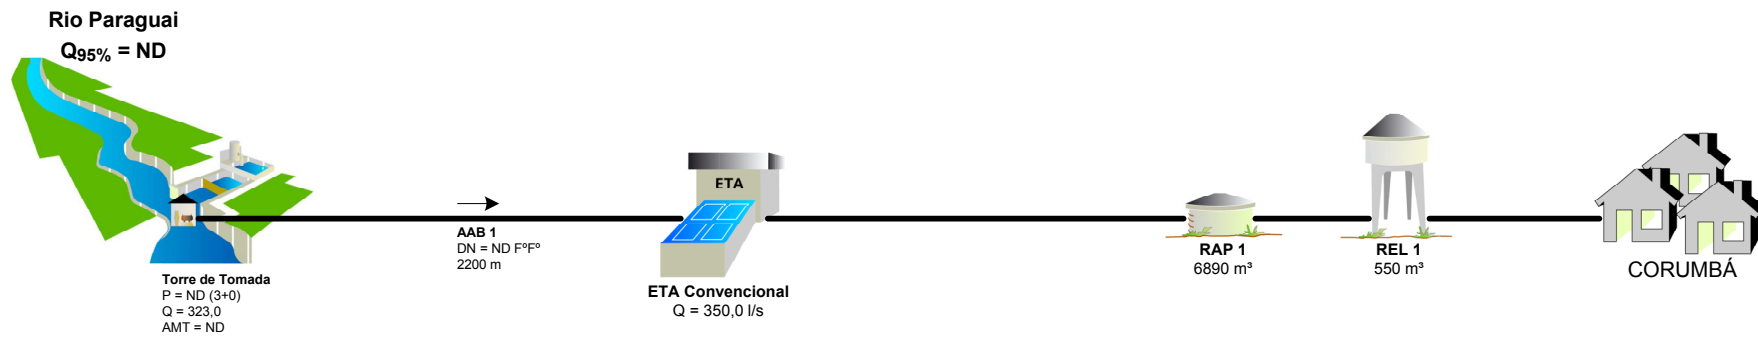 Rio Paraguai
Q95% = ND
AAB 1
DN = ND FºFº
2200 m
Torre de Tomada
P = ND (3+0)
Q = 323,0
AMT = ND
ETA
ETA Convencional
Q = 350,0 l/s
RAP 1
6890 m³
REL 1
550 m³
CORUMBÁ